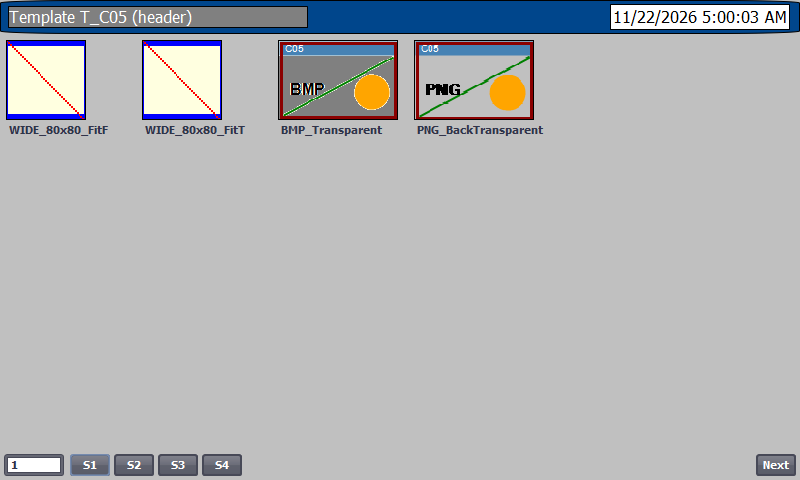 Template T_C05 (header)
11/22/2026 5:00:03 AM
C05
BMP
C05
PNG
WIDE_80x80_FitF
WIDE_80x80_FitT
BMP_Transparent
PNG_BackTransparent
1
S1
S2
S3
S4
Next